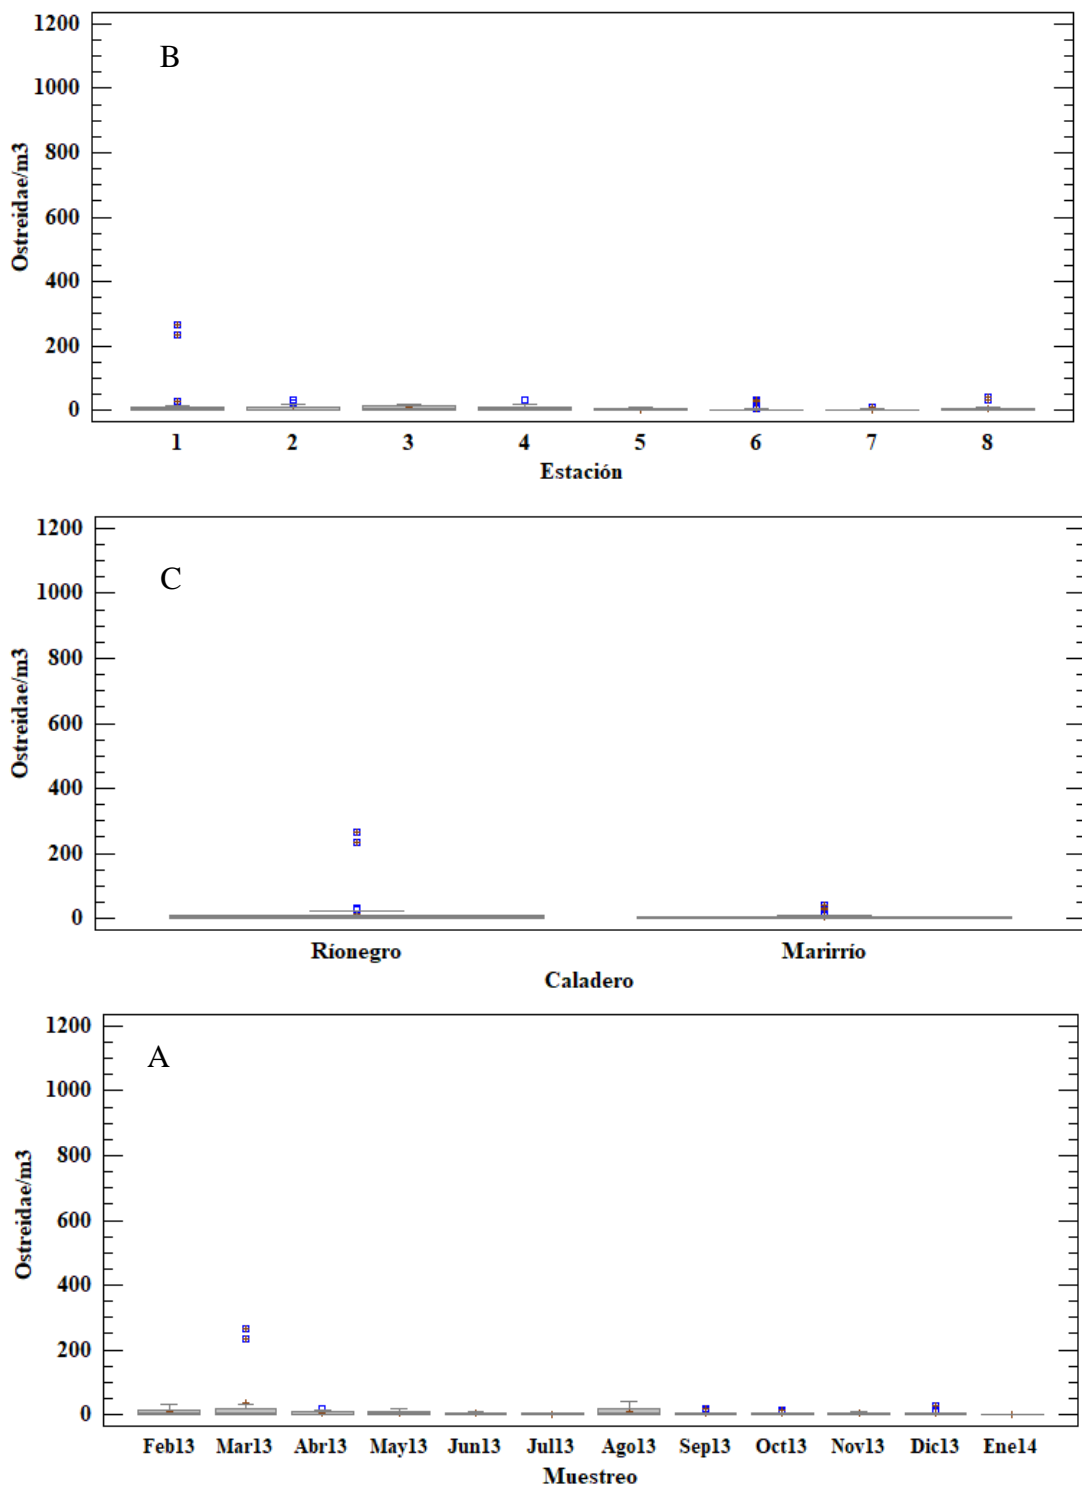 B
Ostreidae/m3
1200
1000
800
600
400
200
0
1 2 3 4 5 6 7 8
Estación
C
Ostreidae/m3
1200
1000
800
600
400
200
0
Ríonegro Marirrío
Caladero
A
Ostreidae/m3
1200
1000
800
600
400
200
0
Feb13 Mar13 Abr13 May13 Jun13 Jul13 Ago13 Sep13 Oct13 Nov13 Dic13 Ene14
Muestreo